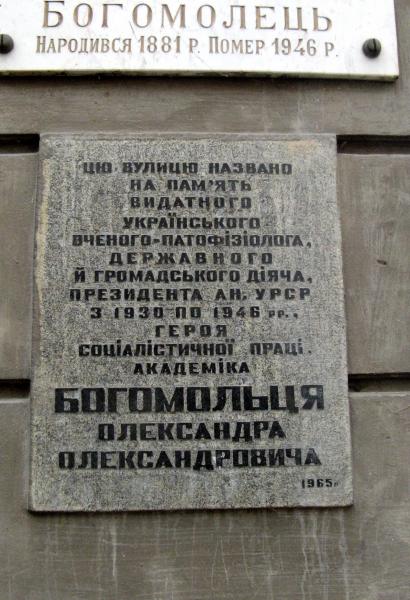 БОГОМОЛЕЦЬ
НАРОДИВСЯ 1881 Р. ПОМЕР 1946 Р.
ЦЮ ВУЛИЦЮ НАЗВАНО
НА ПАМ'ЯТЬ
ВИДАТНОГО
УКРАЇНСЬКОГО
ВЧЕНОГО-ПАТОФІЗІОЛОГА,
ДЕРЖАВНОГО
Й ГРОМАДСЬКОГО ДІЯЧА,
ПРЕЗИДЕНТА АН. УРСР
З 1930 ПО 1946 рр.,
ГЕРОЯ
СОЦІАЛІСТИЧНОЇ ПРАЦІ.
АКАДЕМІКА
БОГОМОЛЬЦЯ
ОЛЕКСАНДРА
ОЛЕКСАНДРОВИЧА
1965р